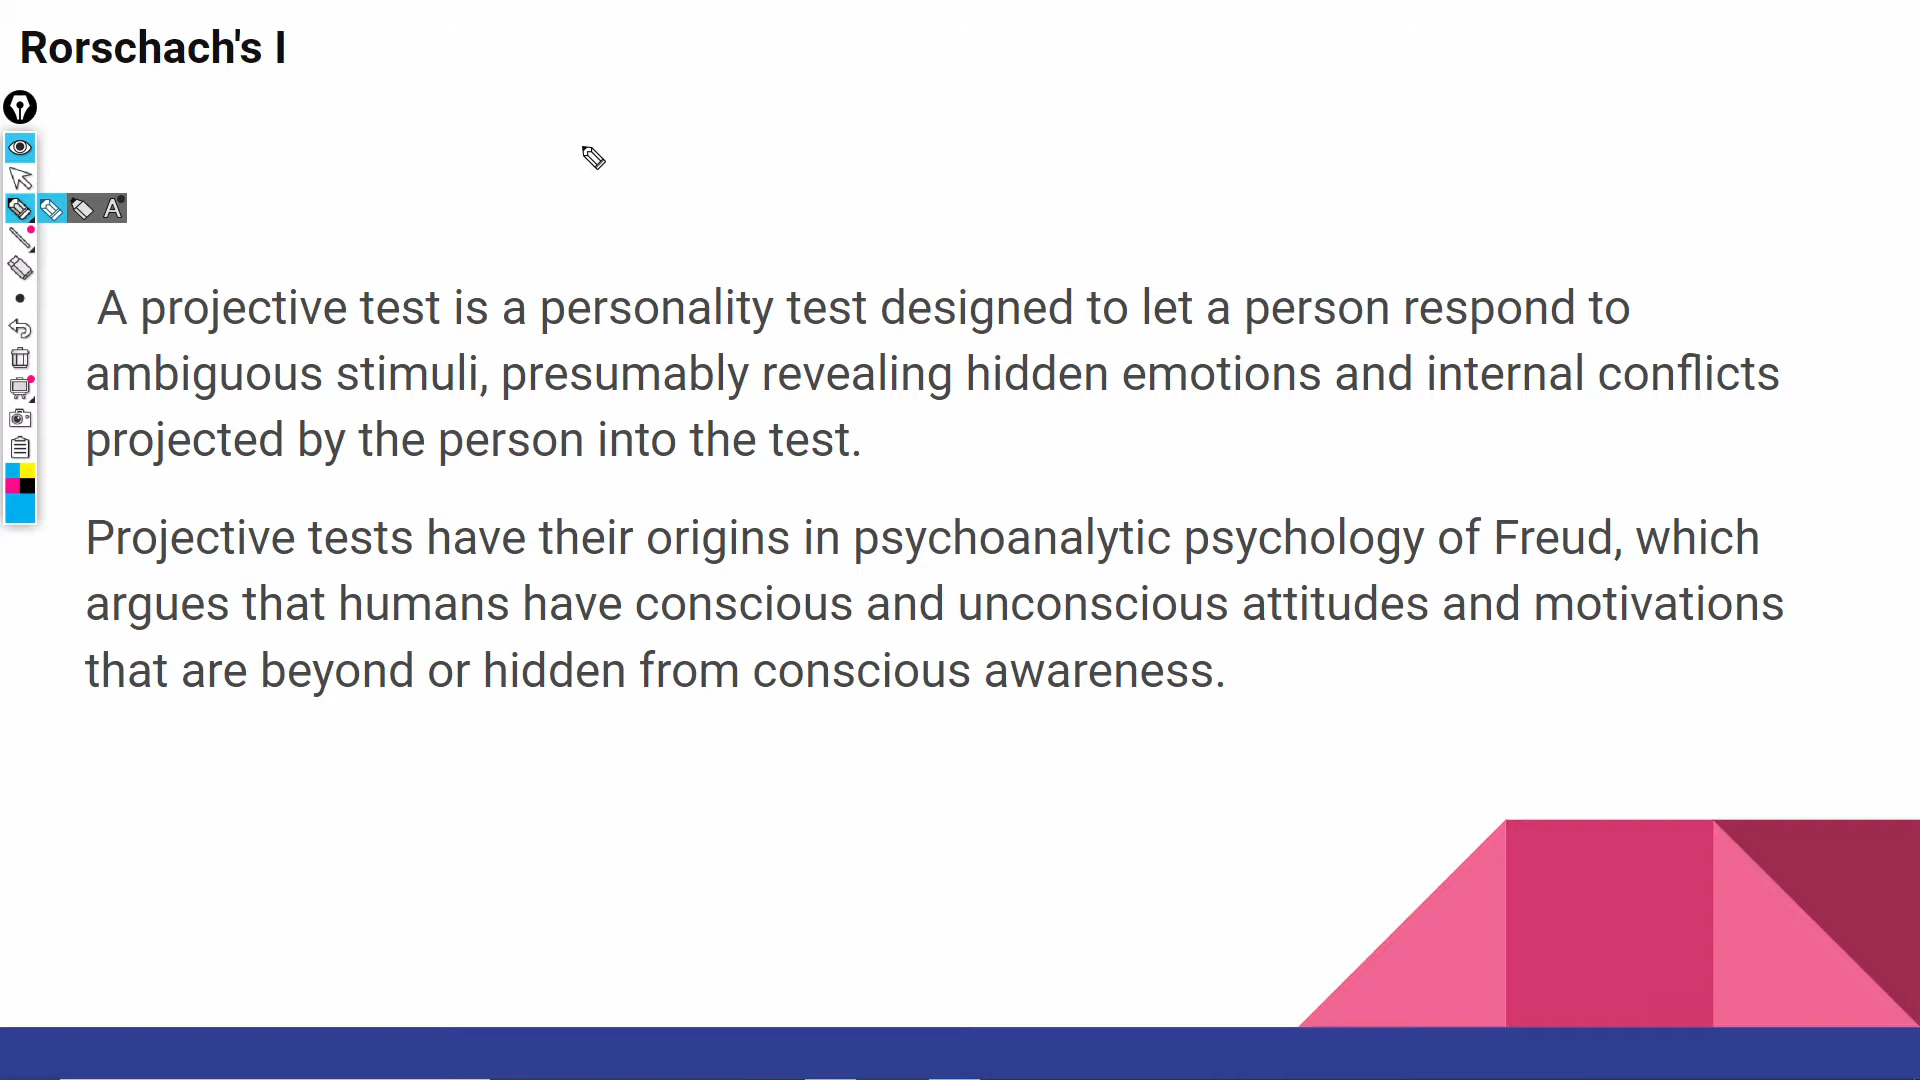 Rorschach's I
A
A projective test is a personality test designed to let a person respond to
ambiguous stimuli, presumably revealing hidden emotions and internal conflicts
projected by the person into the test.
Projective tests have their origins in psychoanalytic psychology of Freud, which
argues that humans have conscious and unconscious attitudes and motivations
that are beyond or hidden from conscious awareness.